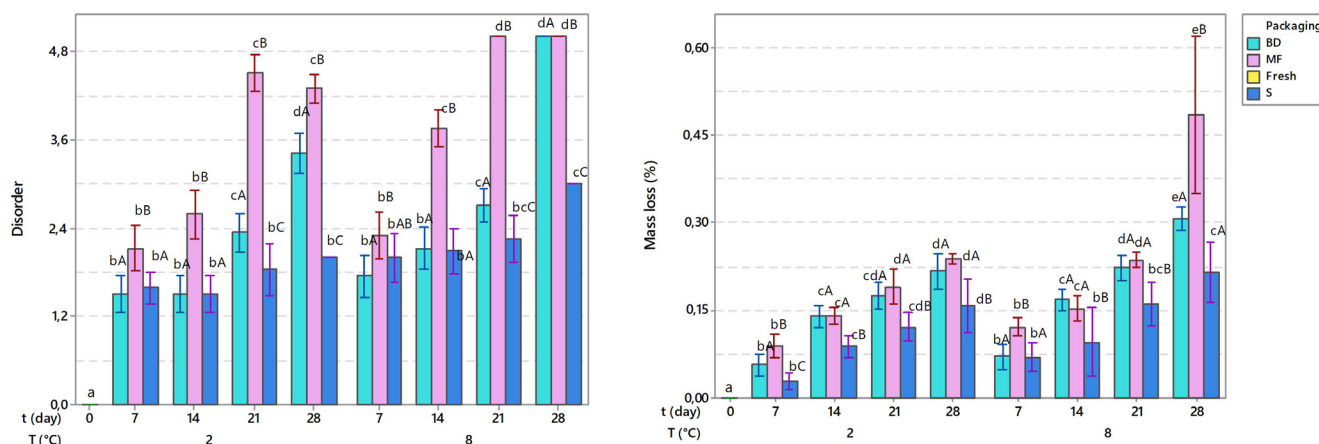 Disorder
4,8
3,6
2,4
1,2
0,0
a
bA
bB
bA
bA
bB
bA
cA
cB
bC
dA
cB
bC
bA
bB
bAB
bA
cB
bA
cA
dB
bcC
dA
dB
cC
t (day)
0 7 14 21 28 7 14 21 28
T (°C)
2 8
Mass loss (%)
0,60
0,45
0,30
0,15
0,00
a
bA
bB
bC
cA
cA
cB
cdA
dA
cdB
dA
dA
dB
bA
bB
bA
cA
cA
bB
dA
dA
bcB
eA
eB
cA
t (day)
0 7 14 21 28 7 14 21 28
T (°C)
2 8
Packaging
BD
MF
Fresh
S